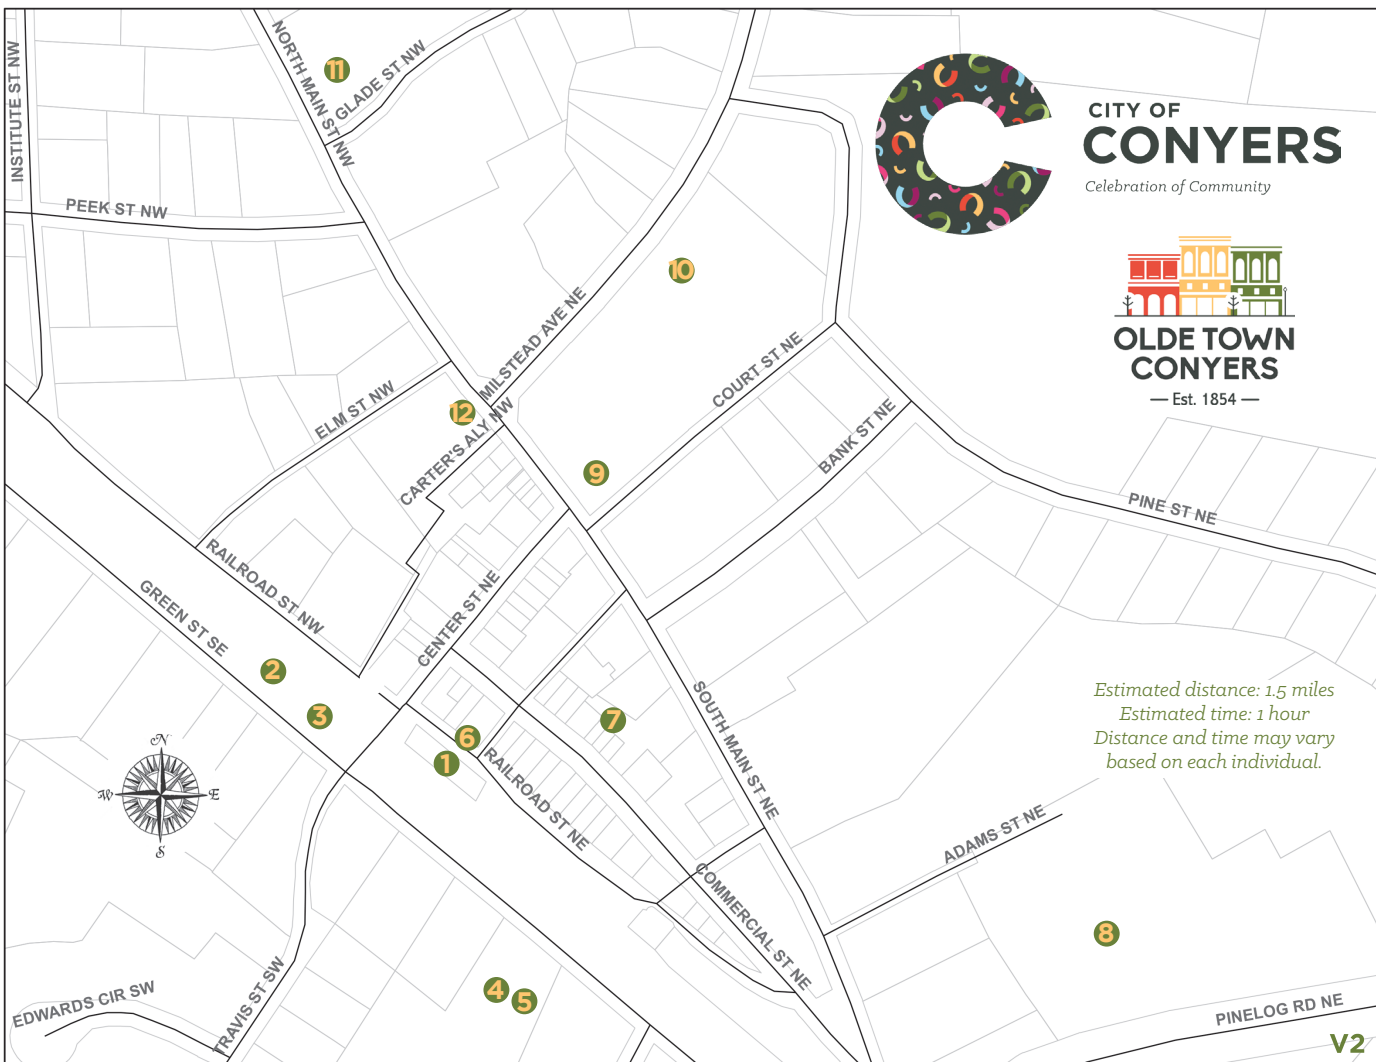 INSTITUTE ST NW
NORTH MAIN ST NW
11
GLADE ST NW
PEEK ST NW
CITY OF
CONYERS
Celebration of Community
10
MILSTEAD AVE NE
OLDE TOWN
CONYERS
Est. 1854
COURT ST NE
ELM ST NW
12
CARTER'S ALY NW
BANK ST NE
9
PINE ST NE
RAILROAD ST NW
GREEN ST SE
CENTER ST NE
2
3
7
SOUTH MAIN ST NE
Estimated distance: 1.5 miles
Estimated time: 1 hour
Distance and time may vary
based on each individual.
6
1
RAILROAD ST NE
N
W
E
S
ADAMS ST NE
COMMERCIAL ST NE
8
4
5
TRAVIS ST SW
EDWARDS CIR SW
PINELOG RD NE
V2